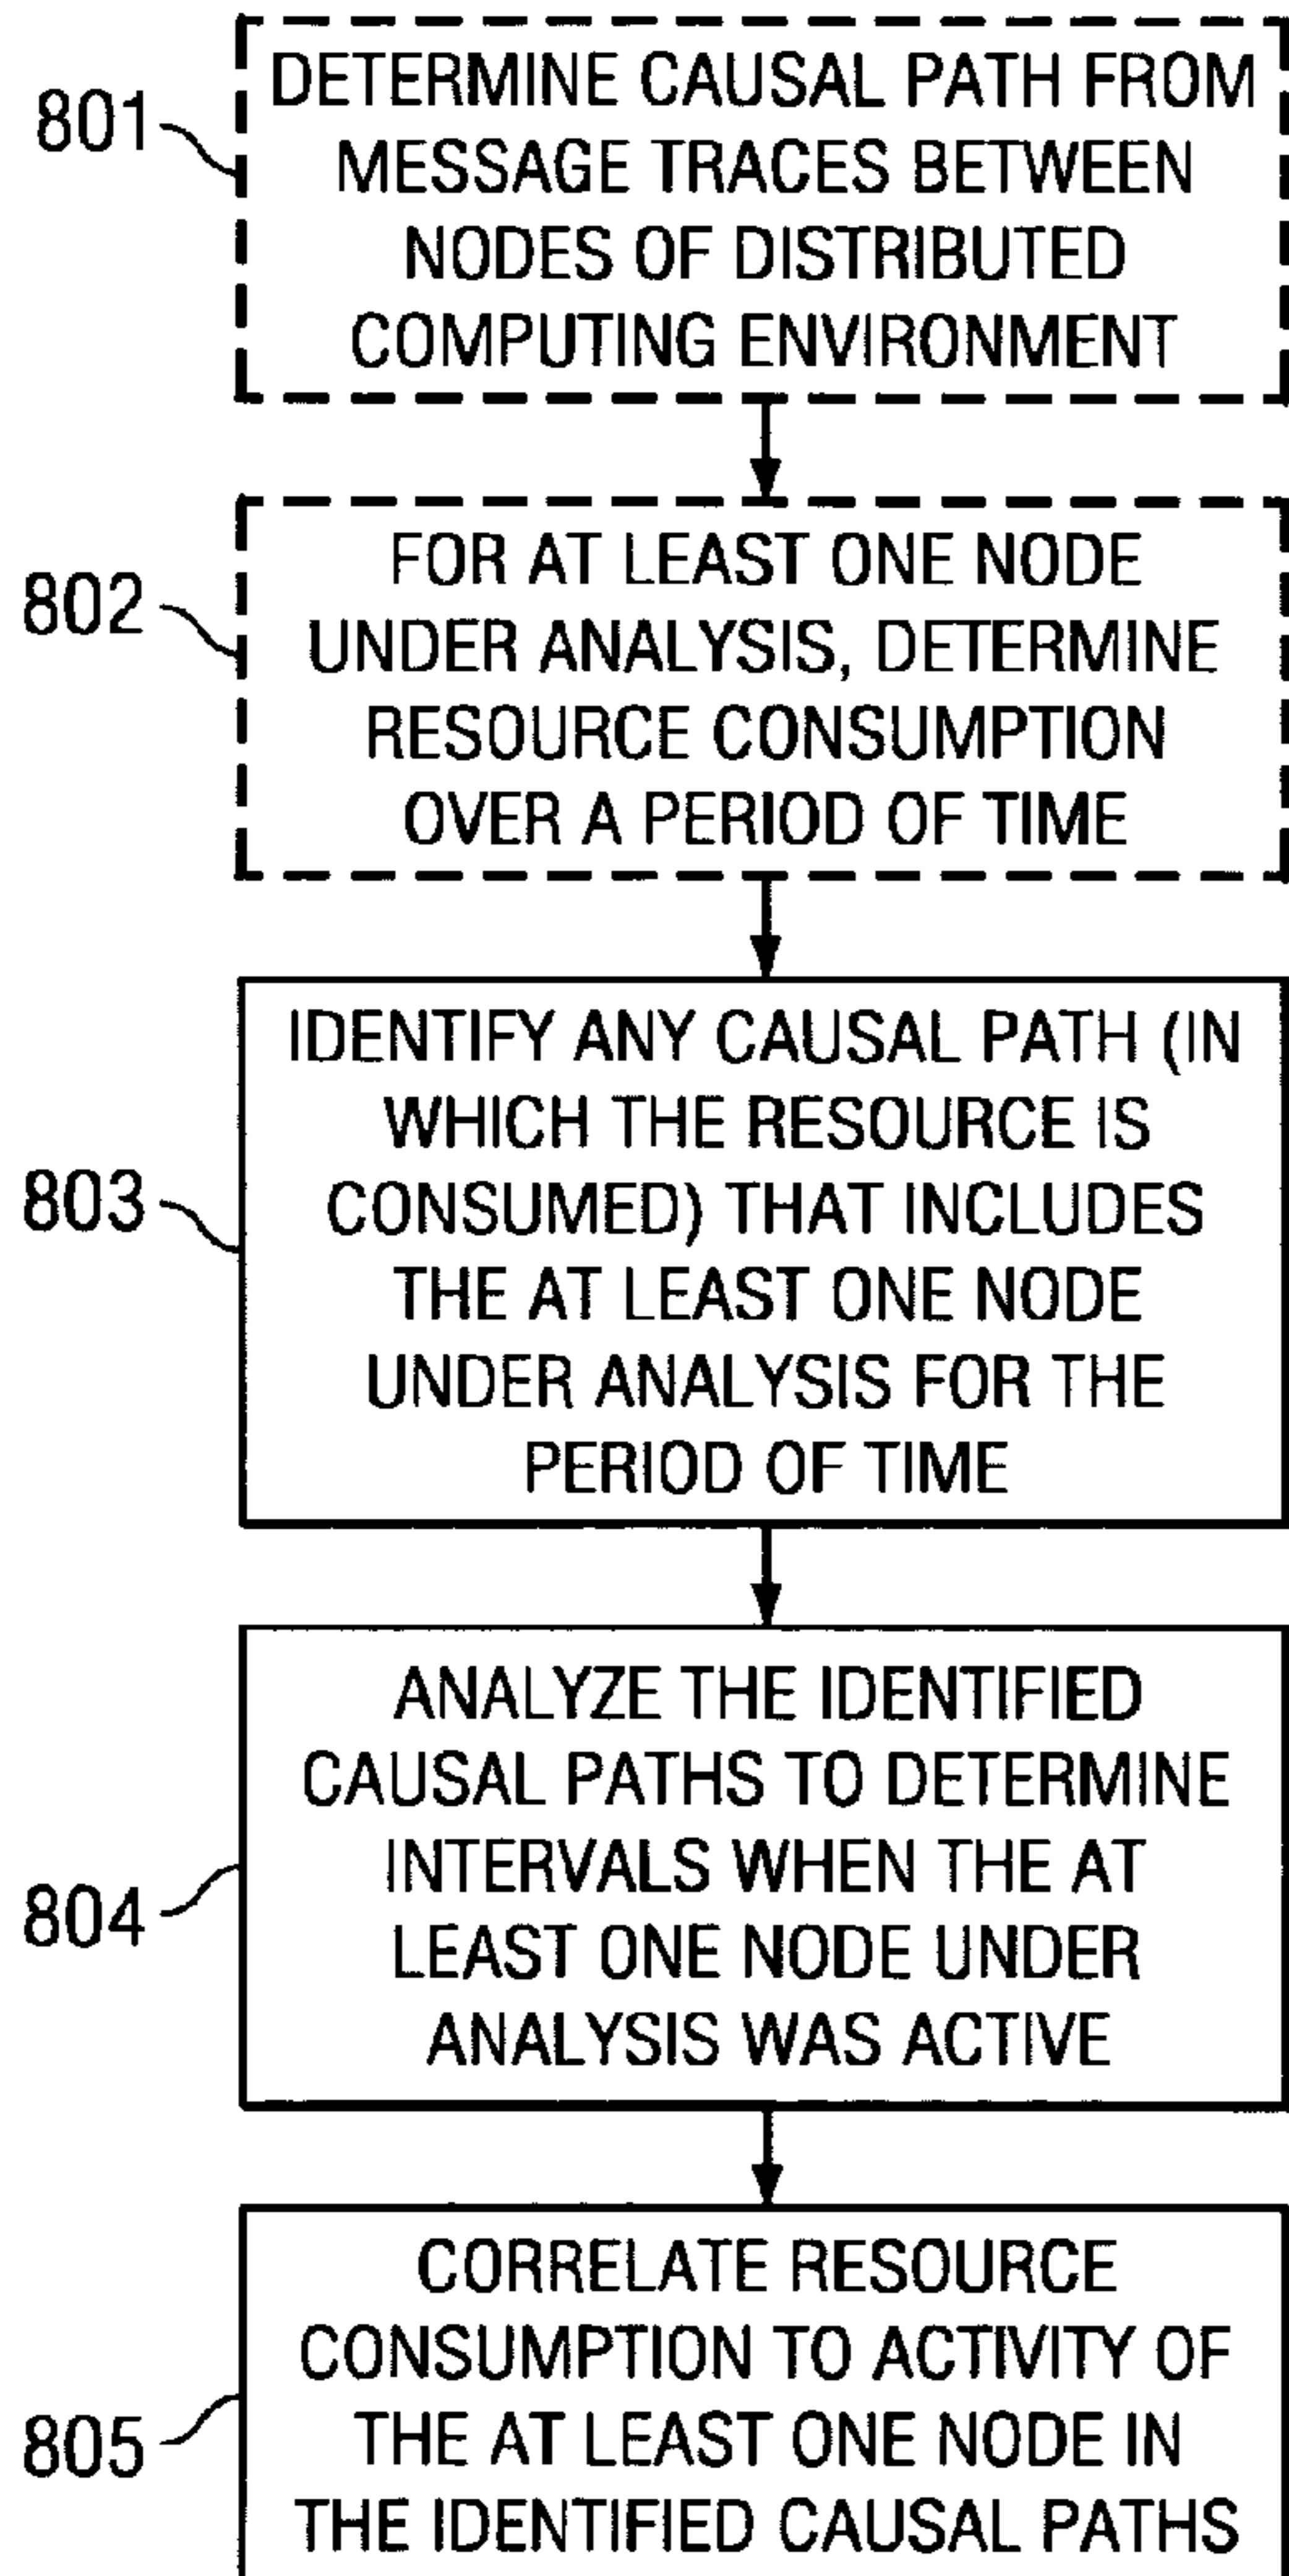 801
DETERMINE CAUSAL PATH FROM
MESSAGE TRACES BETWEEN
NODES OF DISTRIBUTED
COMPUTING ENVIRONMENT
802
FOR AT LEAST ONE NODE
UNDER ANALYSIS, DETERMINE
RESOURCE CONSUMPTION
OVER A PERIOD OF TIME
803
IDENTIFY ANY CAUSAL PATH (IN
WHICH THE RESOURCE IS
CONSUMED) THAT INCLUDES
THE AT LEAST ONE NODE
UNDER ANALYSIS FOR THE
PERIOD OF TIME
804
ANALYZE THE IDENTIFIED
CAUSAL PATHS TO DETERMINE
INTERVALS WHEN THE AT
LEAST ONE NODE UNDER
ANALYSIS WAS ACTIVE
805
CORRELATE RESOURCE
CONSUMPTION TO ACTIVITY OF
THE AT LEAST ONE NODE IN
THE IDENTIFIED CAUSAL PATHS